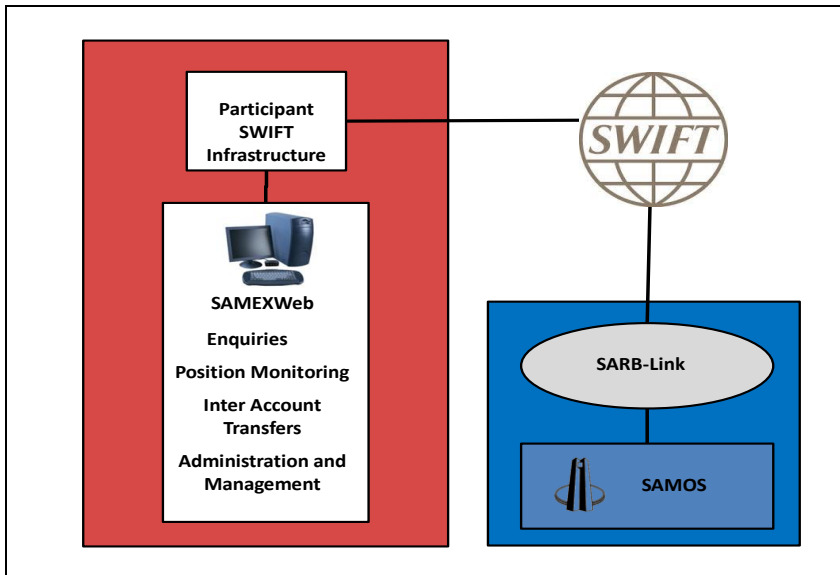 Participant
SWIFT
Infrastructure
SWIFT
SAMEXWeb
Enquiries
Position Monitoring
Inter Account
Transfers
Administration and
Management
SARB-Link
SAMOS